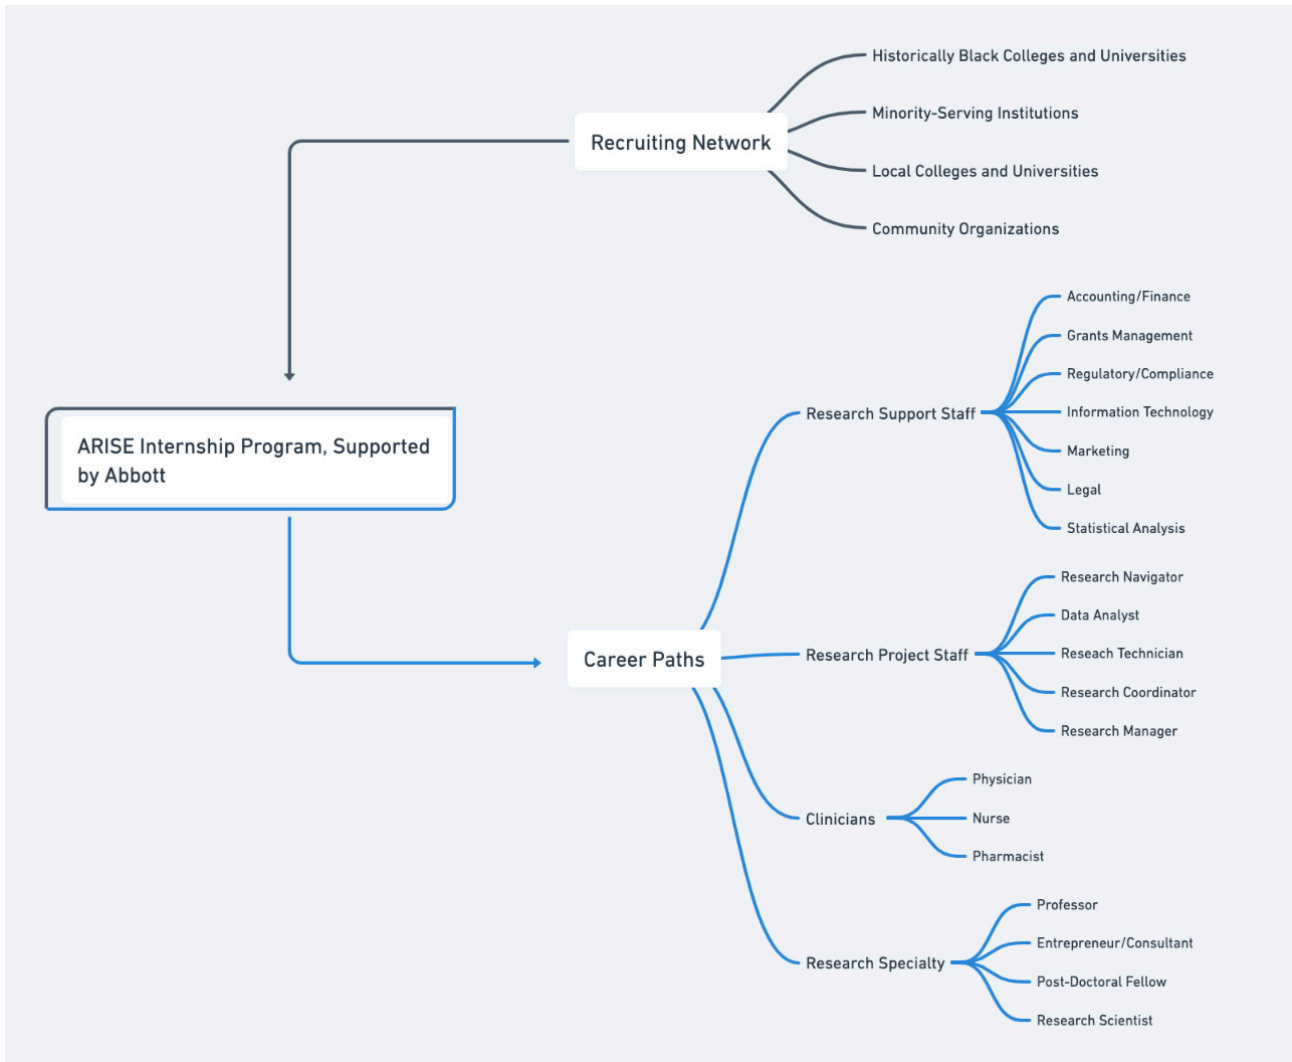 Historically Black Colleges and Universities
Recruiting Network
Minority-Serving Institutions
Local Colleges and Universities
Community Organizations
ARISE Internship Program, Supported
by Abbott
Career Paths
Research Support Staff
Accounting/Finance
Grants Management
Regulatory/Compliance
Information Technology
Marketing
Legal
Statistical Analysis
Research Project Staff
Research Navigator
Data Analyst
Reseach Technician
Research Coordinator
Research Manager
Clinicians
Physician
Nurse
Pharmacist
Research Specialty
Professor
Entrepreneur/Consultant
Post-Doctoral Fellow
Research Scientist